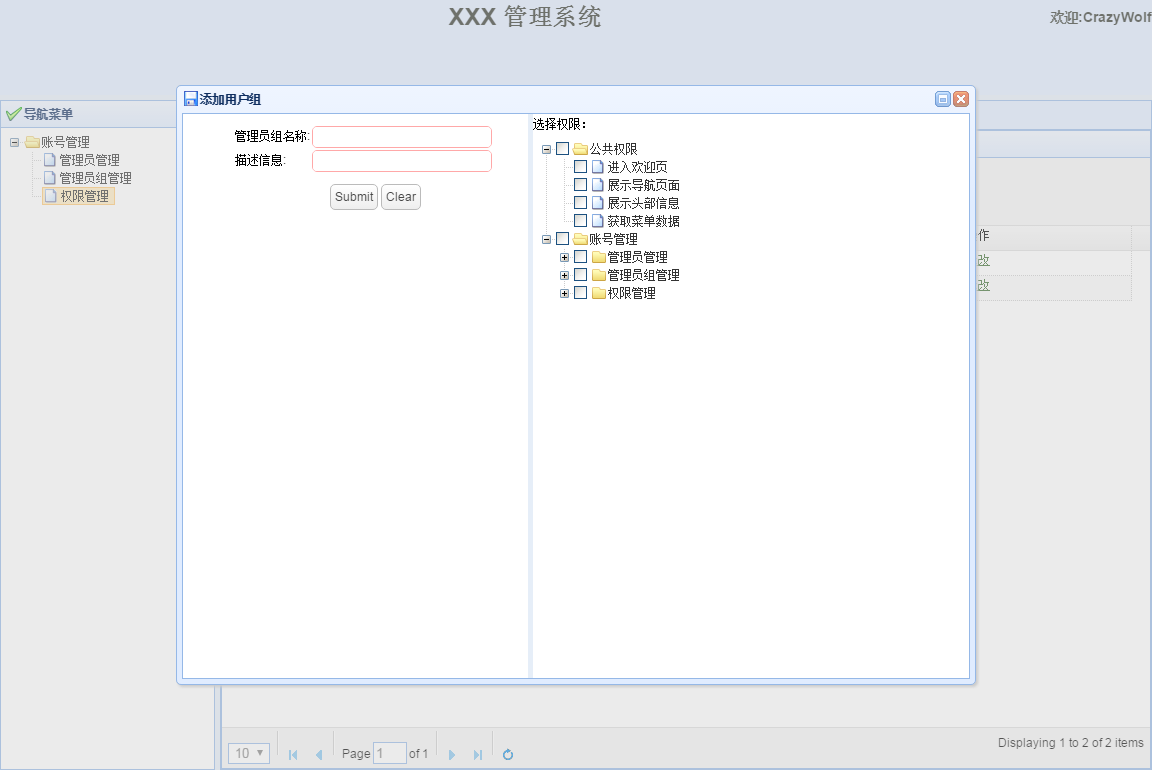 XXX 管理系统
欢迎:CrazyWolf
导航菜单
账号管理
管理员管理
管理员组管理
权限管理
添加用户组
管理员组名称:
描述信息:
Submit Clear
选择权限：
公共权限
进入欢迎页
展示导航页面
展示头部信息
获取菜单数据
账号管理
管理员管理
管理员组管理
权限管理
作
改
改
10 Page 1 of 1
Displaying 1 to 2 of 2 items